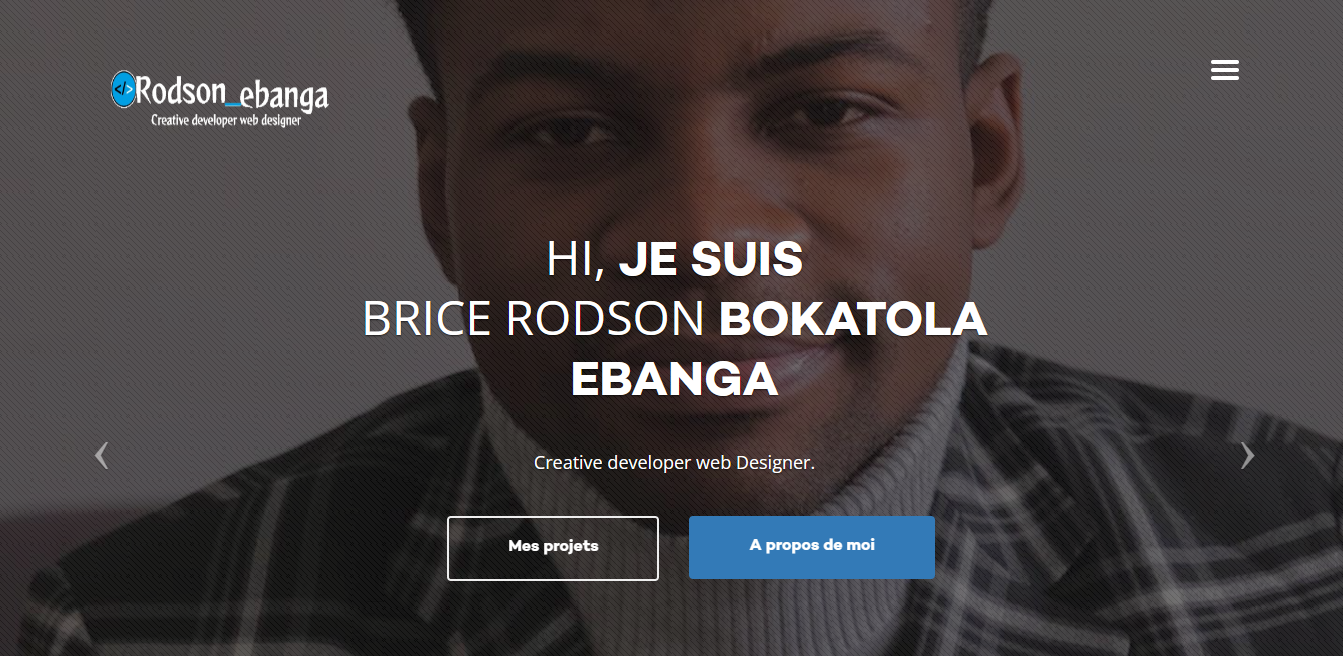 </>Rodson_ebanga
Creative developer web designer
HI, JE SUIS
BRICE RODSON BOKATOLA
EBANGA
Creative developer web Designer.
Mes projets
A propos de moi